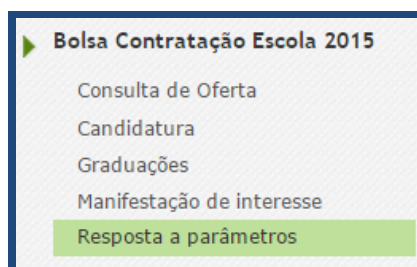 Bolsa Contratação Escola 2015
Consulta de Oferta
Candidatura
Graduações
Manifestação de interesse
Resposta a parâmetros